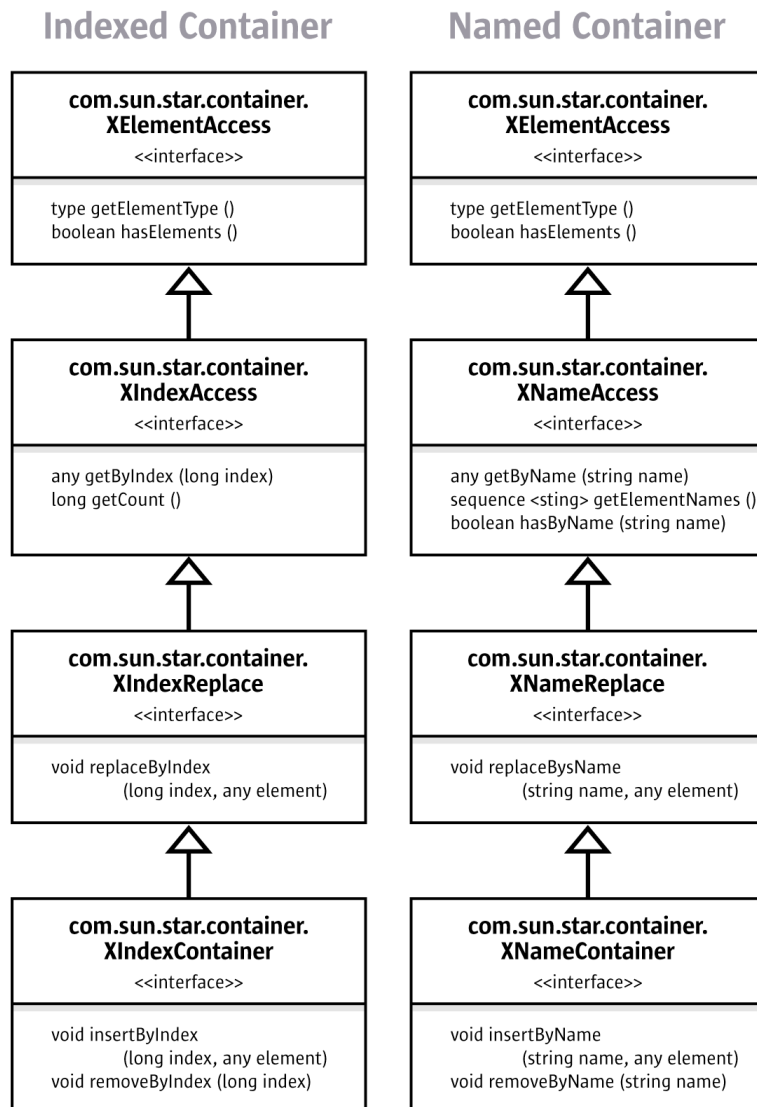 Indexed Container
com.sun.star.container.
XElementAccess
<<interface>>
type getElementType ()
boolean hasElements ()
com.sun.star.container.
XIndexAccess
<<interface>>
any getByIndex (long index)
long getCount ()
com.sun.star.container.
XIndexReplace
<<interface>>
void replaceByIndex
(long index, any element)
com.sun.star.container.
XIndexContainer
<<interface>>
void insertByIndex
(long index, any element)
void removeByIndex (long index)
Named Container
com.sun.star.container.
XElementAccess
<<interface>>
type getElementType ()
boolean hasElements ()
com.sun.star.container.
XNameAccess
<<interface>>
any getByName (string name)
sequence <sting> getElementNames ()
boolean hasByName (string name)
com.sun.star.container.
XNameReplace
<<interface>>
void replaceBysName
(string name, any element)
com.sun.star.container.
XNameContainer
<<interface>>
void insertByName
(string name, any element)
void removeByName (string name)